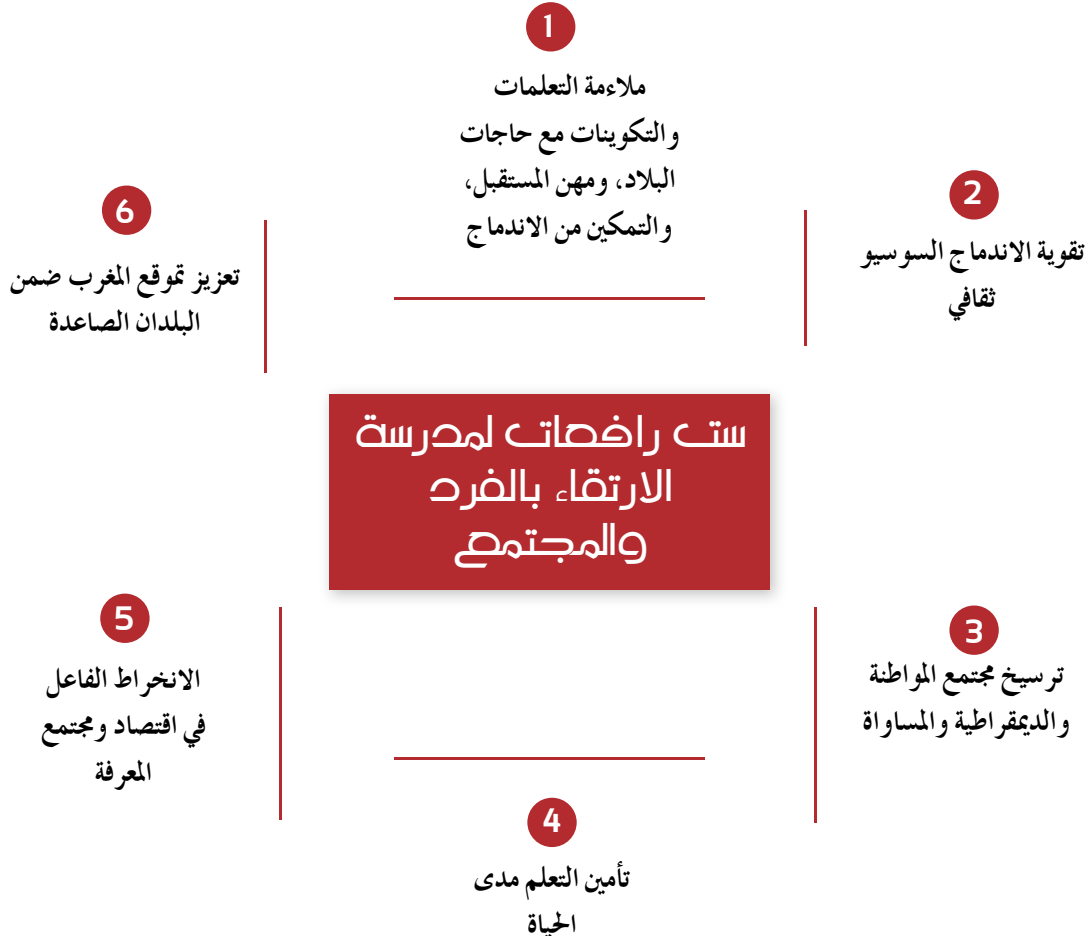 1
ملاءمة التعلمات
والتكوينات مع حاجات
البلاد، ومهن المستقبل،
والتمكين من الاندماج
2
تقوية الاندماج السوسيو
ثقافي
6
تعزيز تموقع المغرب ضمن
البلدان الصاعدة
ست رافعات لمدرسة
الارتقاء بالفرد
والمجتمع
3
ترسيخ مجتمع المواطنة
والديمقراطية والمساواة
5
الانخراط الفاعل
في اقتصاد ومجتمع
المعرفة
4
تأمين التعلم مدى
الحياة